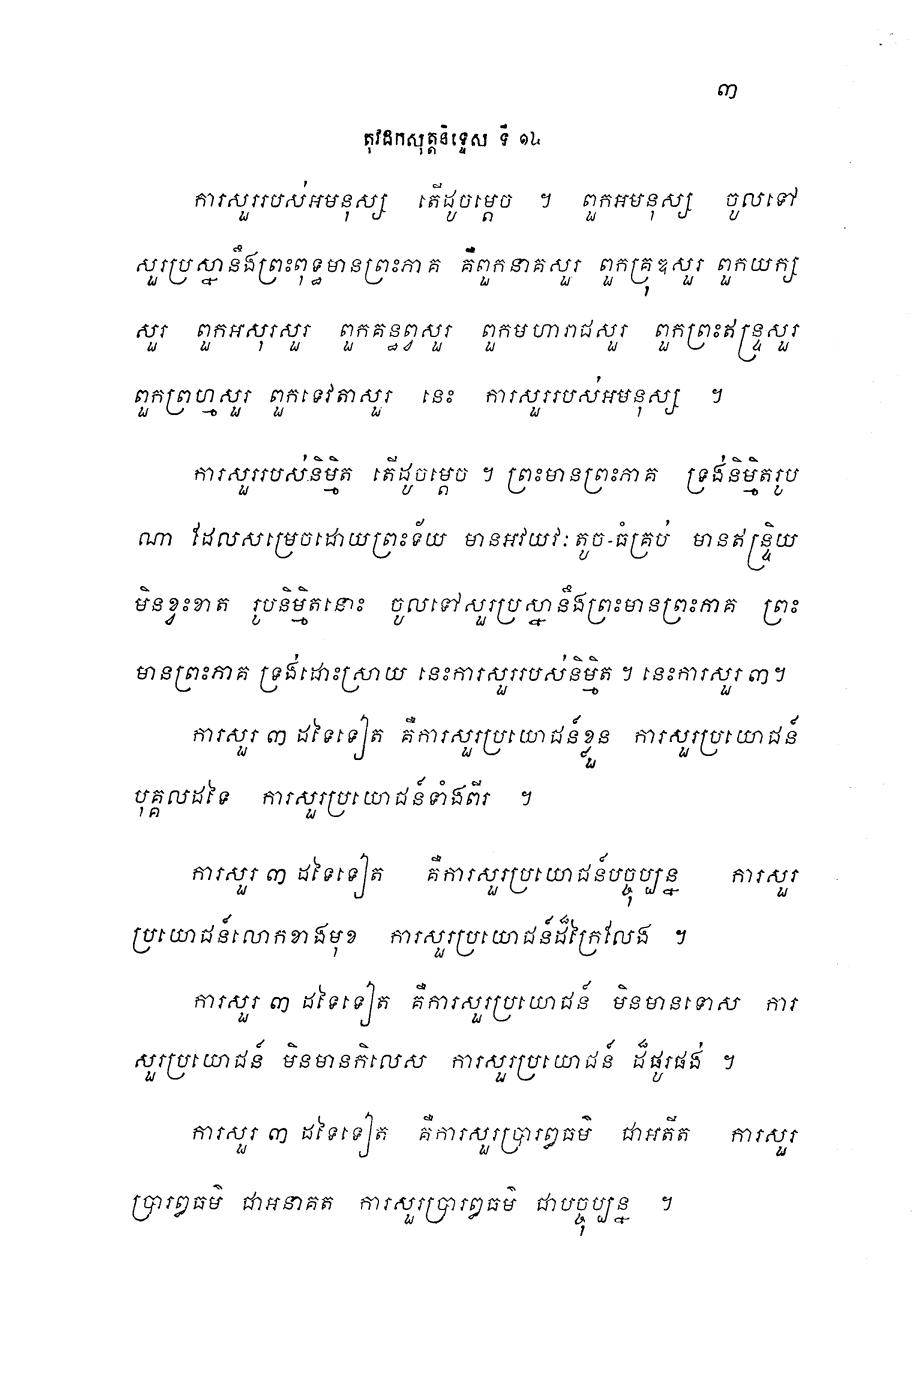 ៣
តុវដកសុត្តនិទ្ទេស ទី ១៤
ការសួររបស់អមនុស្ស តើដូចម្តេច ។ ពួកអមនុស្ស ចូលទៅ
សួរប្រស្នានឹងព្រះពុទ្ធមានព្រះភាគ គឺពួកនាគសួរ ពួកគ្រុឌសួរ ពួកយក្ស
សួរ ពួកអសុរសួរ ពួកគន្ធព្វសួរ ពួកមហារាជសួរ ពួកព្រះឥន្ទ្រសួរ
ពួកព្រហ្មសួរ ពួកទេវតាសួរ នេះ ការសួររបស់អមនុស្ស ។
ការសួររបស់និម្មិត តើដូចម្តេច ។ ព្រះមានព្រះភាគ ទ្រង់និម្មិតរូប
ណា ដែលសម្រេចដោយព្រះទ័យ មានអវយវៈតូច-ធំគ្រប់ មានឥន្ទ្រិយ
មិនខ្វះខាត រូបនិម្មិតនោះ ចូលទៅសួរប្រស្នានឹងព្រះមានព្រះភាគ ព្រះ
មានព្រះភាគ ទ្រង់ដោះស្រាយ នេះការសួររបស់និម្មិត ។ នេះការសួរ ៣។
ការសួរ ៣ ដទៃទៀត គឺការសួរប្រយោជន៍ខ្លួន ការសួរប្រយោជន៍
បុគ្គលដទៃ ការសួរប្រយោជន៍ទាំងពីរ ។
ការសួរ ៣ ដទៃទៀត គឺការសួរប្រយោជន៍បច្ចុប្បន្ន ការសួរ
ប្រយោជន៍លោកខាងមុខ ការសួរប្រយោជន៍ដ៏ក្រៃលែង ។
ការសួរ ៣ ដទៃទៀត គឺការសួរប្រយោជន៍ មិនមានទោស ការ
សួរប្រយោជន៍ មិនមានកិលេស ការសួរប្រយោជន៍ ដ៏ផូរផង់ ។
ការសួរ ៣ ដទៃទៀត គឺការសួរប្រារព្ធធម៌ ជាអតីត ការសួរ
ប្រារព្ធធម៌ ជាអនាគត ការសួរប្រារព្ធធម៌ ជាបច្ចុប្បន្ន ។